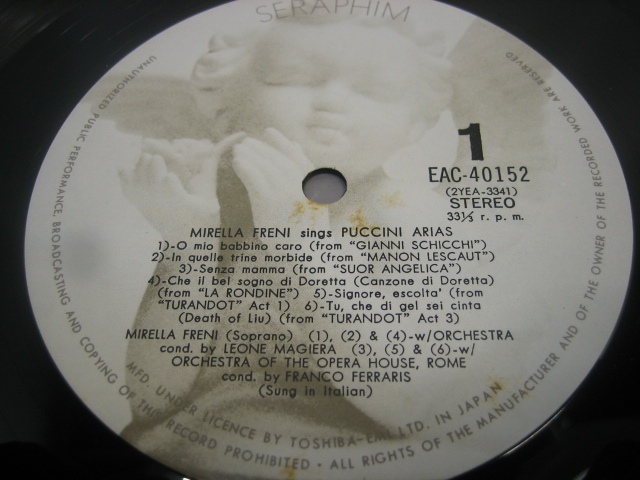 SERAPHIM
1
EAC-40152
(2YEA-3341)
STEREO
33⅓ r. p. m.
MIRELLA FRENI sings PUCCINI ARIAS
1)-O mio babbino caro (from "GIANNI SCHICCHI")
2)-In quelle trine morbide (from "MANON LESCAUT")
3)-Senza mamma (from "SUOR ANGELICA")
4)-Che il bel sogno di Doretta (Canzone di Doretta)
(from "LA RONDINE") 5)-Signore, escolta' (from
"TURANDOT" Act 1) 6)-Tu, che di gel sei cinta
(Death of Liu) (from "TURANDOT" Act 3)
MIRELLA FRENI (Soprano) (1), (2) & (4)-w/ORCHESTRA
cond. by LEONE MAGIERA (3), (5) & (6)-w/
ORCHESTRA OF THE OPERA HOUSE, ROME
cond. by FRANCO FERRARIS
(Sung in Italian)
MFD. UNDER LICENCE BY TOSHIBA-EMI LTD. IN JAPAN
UNAUTHORIZED PUBLIC PERFORMANCE, BROADCASTING AND COPYING OF THE RECORD PROHIBITED • ALL RIGHTS OF THE MANUFACTURER AND OF THE OWNER OF THE RECORDED WORK ARE RESERVED